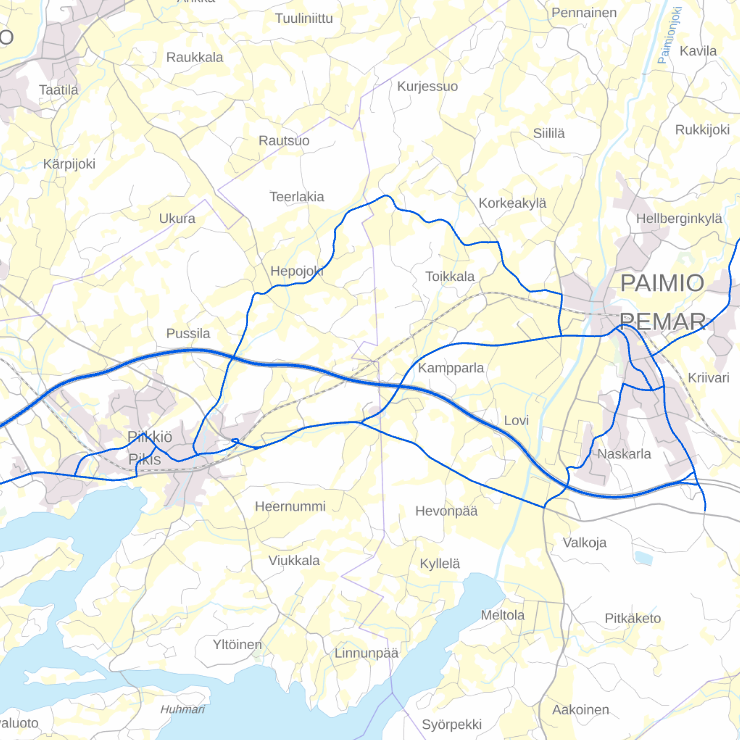 Pennainen
Tuuliniittu
Paimionjoki
Kavila
Raukkala
Taatila
Kurjessuo
Rukkijoki
Siililä
Rautsuo
Kärpijoki
Teerlakia
Korkeakylä
Ukura
Hellberginkylä
Hepojoki
Toikkala
PAIMIO
PEMAR
Pussila
Kampparla
Kriivari
Lovi
Piikkiö
Pikis
Naskarla
Heernummi
Hevonpää
Valkoja
Viukkala
Kyllelä
Meltola
Pitkäketo
Yltöinen
Linnunpää
Huhmari
Aakoinen
Syörpekki